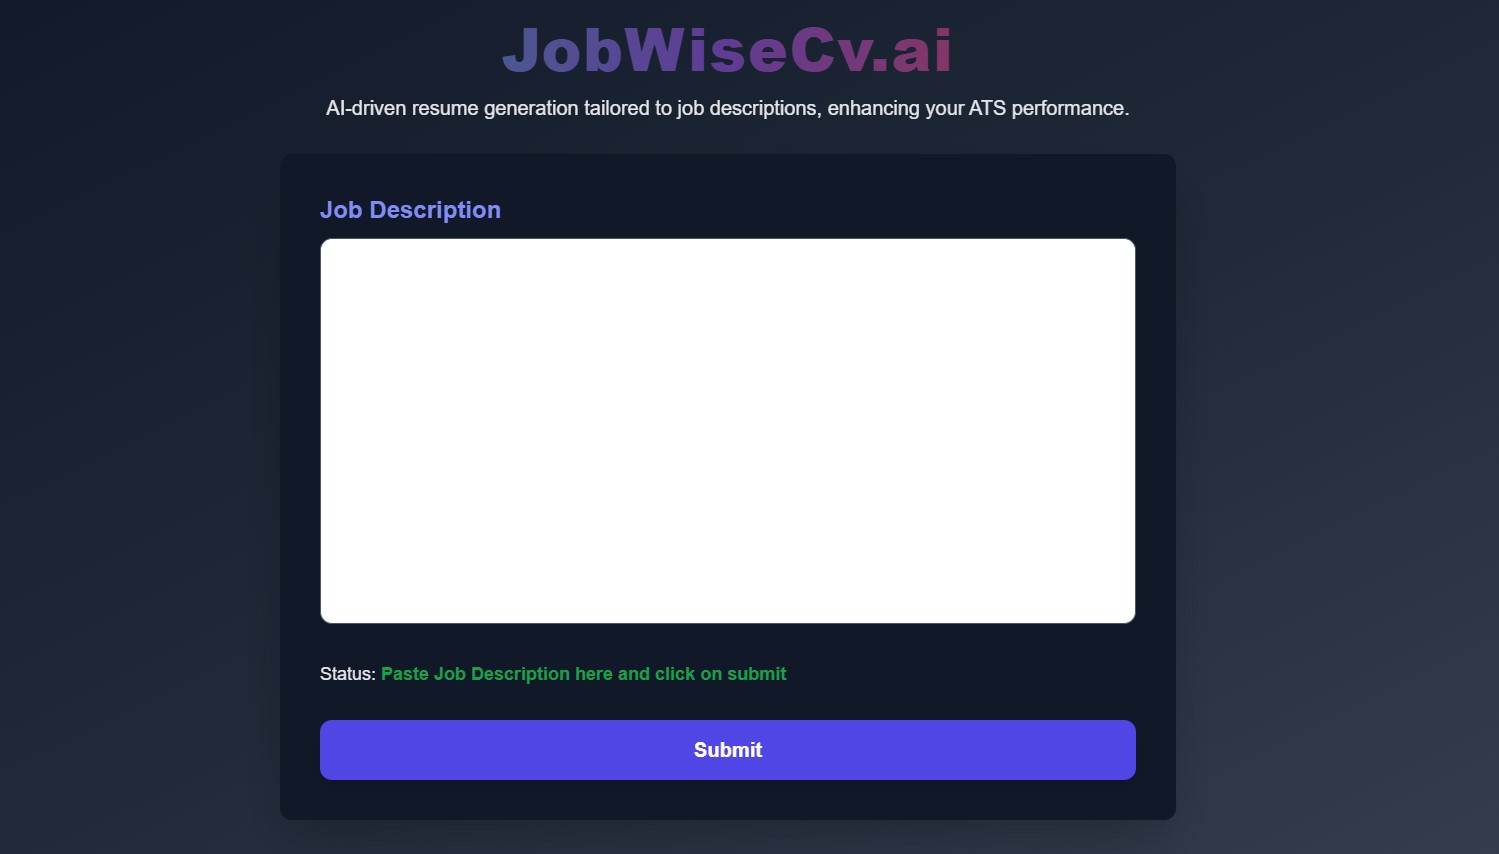 JobWiseCv.ai
AI-driven resume generation tailored to job descriptions, enhancing your ATS performance.
Job Description
Status: Paste Job Description here and click on submit
Submit